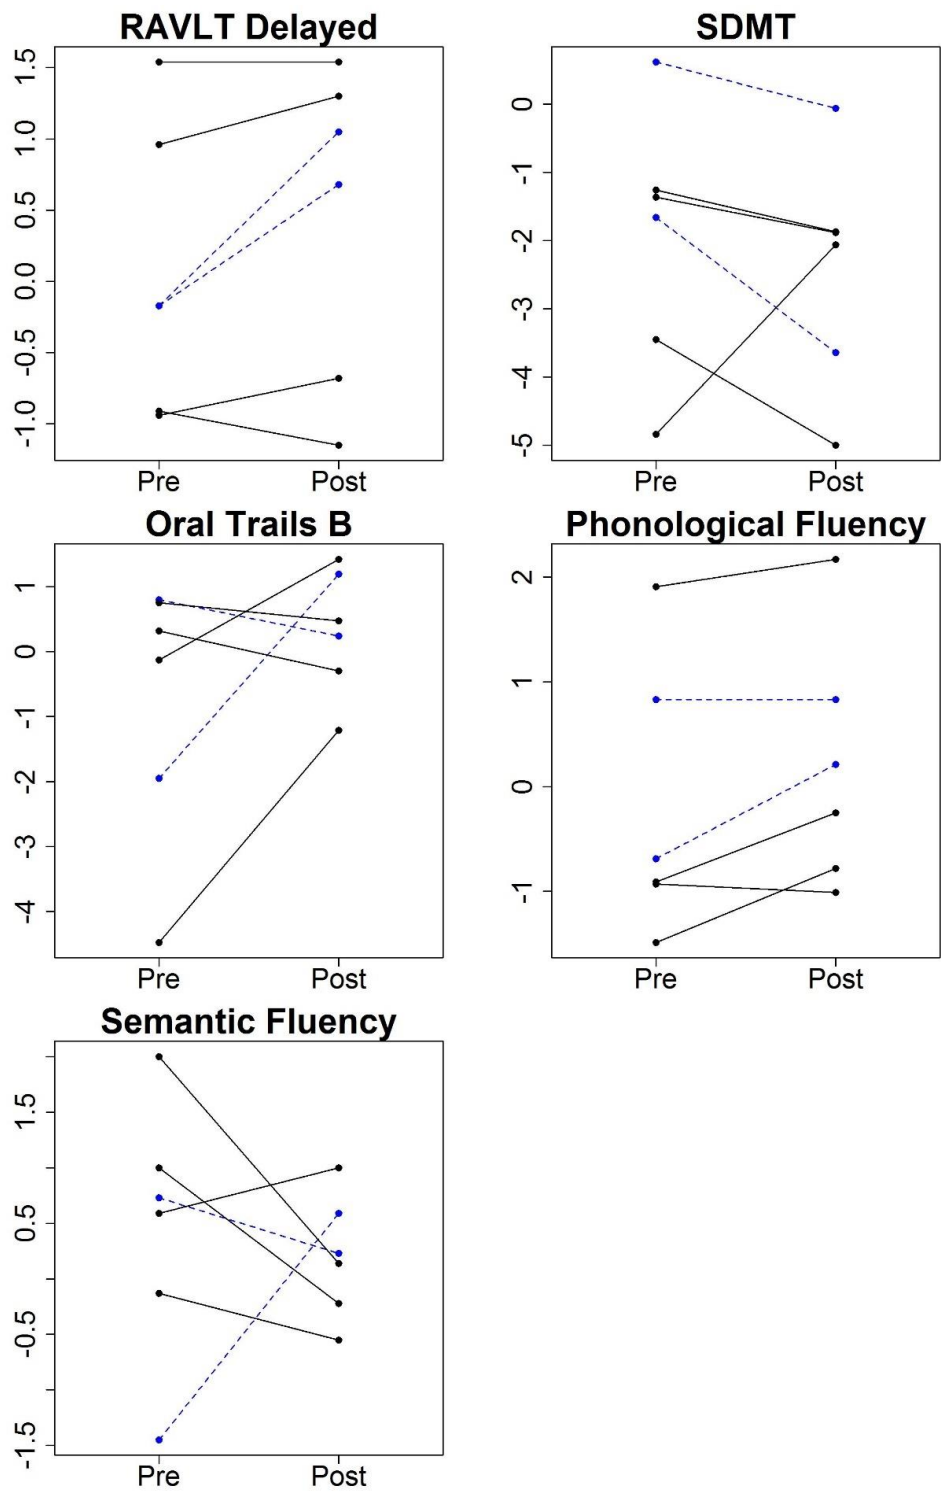 RAVLT Delayed
1.5
1.0
0.5
0.0
-0.5
-1.0
Pre Post
SDMT
0
-1
-2
-3
-4
-5
Pre Post
Oral Trails B
1
0
-1
-2
-3
-4
Pre Post
Phonological Fluency
2
1
0
-1
Pre Post
Semantic Fluency
1.5
0.5
-0.5
-1.5
Pre Post